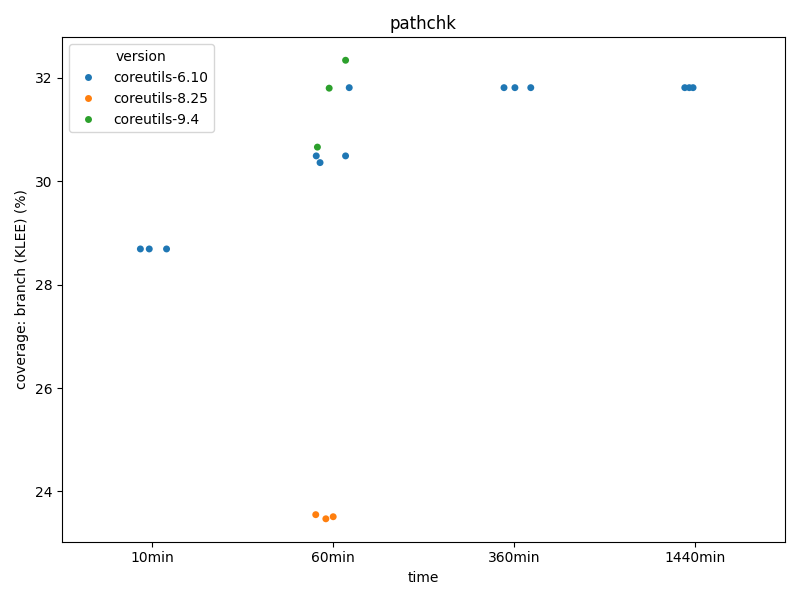 pathchk
version
coreutils-6.10
coreutils-8.25
coreutils-9.4
coverage: branch (KLEE) (%)
32
30
28
26
24
10min
60min
360min
1440min
time